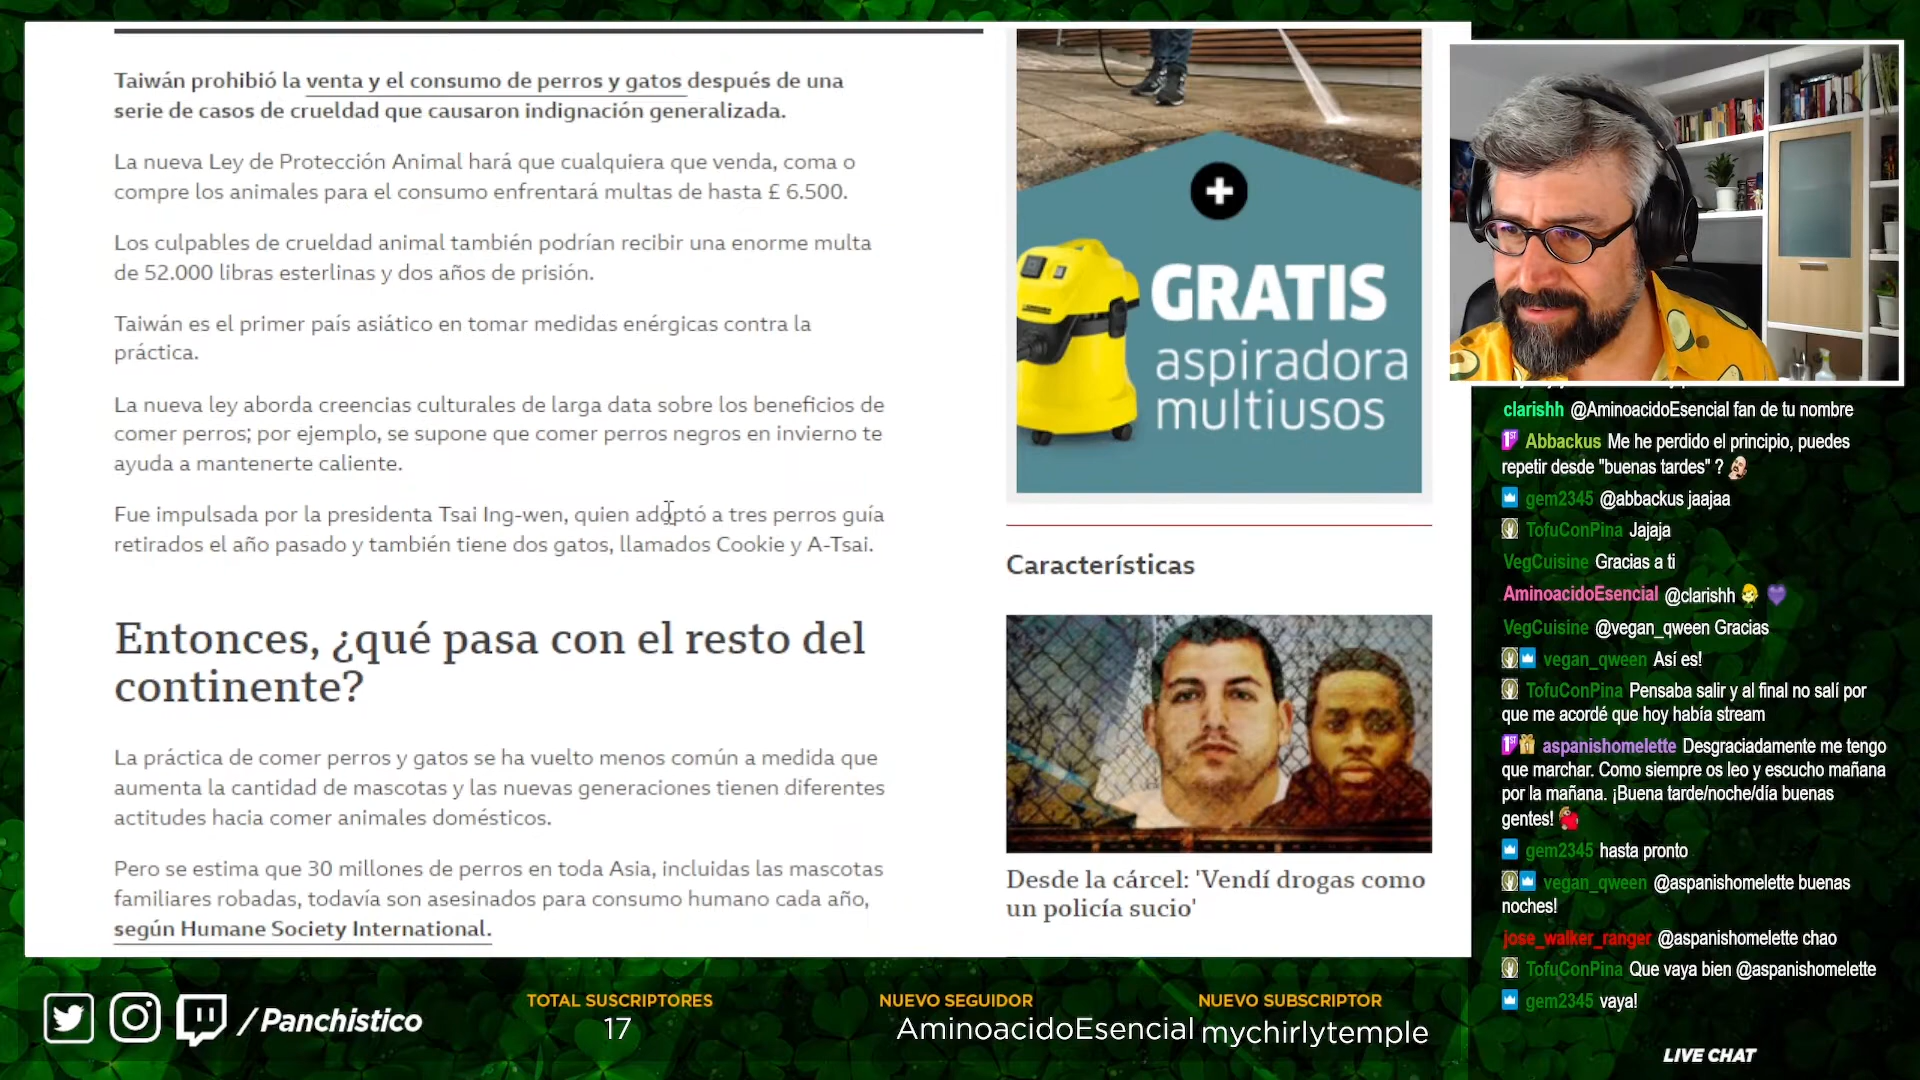 Taiwán prohibió la venta y el consumo de perros y gatos después de una
serie de casos de crueldad que causaron indignación generalizada.
La nueva Ley de Protección Animal hará que cualquiera que venda, coma o
compre los animales para el consumo enfrentará multas de hasta £ 6.500.
Los culpables de crueldad animal también podrían recibir una enorme multa
de 52.000 libras esterlinas y dos años de prisión.
Taiwán es el primer país asiático en tomar medidas enérgicas contra la
práctica.
La nueva ley aborda creencias culturales de larga data sobre los beneficios de
comer perros; por ejemplo, se supone que comer perros negros en invierno te
ayuda a mantenerte caliente.
Fue impulsada por la presidenta Tsai Ing-wen, quien adoptó a tres perros guía
retirados el año pasado y también tiene dos gatos, llamados Cookie y A-Tsai.
Entonces, ¿qué pasa con el resto del
continente?
La práctica de comer perros y gatos se ha vuelto menos común a medida que
aumenta la cantidad de mascotas y las nuevas generaciones tienen diferentes
actitudes hacia comer animales domésticos.
Pero se estima que 30 millones de perros en toda Asia, incluidas las mascotas
familiares robadas, todavía son asesinados para consumo humano cada año,
según Humane Society International.
+
GRATIS
aspiradora
multiusos
Características
Desde la cárcel: 'Vendí drogas como
un policía sucio'
clarishh @AminoacidoEsencial fan de tu nombre
1ST Abbackus Me he perdido el principio, puedes
repetir desde "buenas tardes" ?
gem2345 @abbackus jaajaa
TofuConPina Jajaja
VegCuisine Gracias a ti
AminoacidoEsencial @clarishh
VegCuisine @vegan_qween Gracias
vegan_qween Así es!
TofuConPina Pensaba salir y al final no salí por
que me acordé que hoy había stream
1ST aspanishomelette Desgraciadamente me tengo
que marchar. Como siempre os leo y escucho mañana
por la mañana. ¡Buena tarde/noche/día buenas
gentes!
gem2345 hasta pronto
vegan_qween @aspanishomelette buenas
noches!
jose_walker_ranger @aspanishomelette chao
TofuConPina Que vaya bien @aspanishomelette
gem2345 vaya!
LIVE CHAT
/Panchistico
TOTAL SUSCRIPTORES
17
NUEVO SEGUIDOR
AminoacidoEsencial
NUEVO SUBSCRIPTOR
mychirlytemple